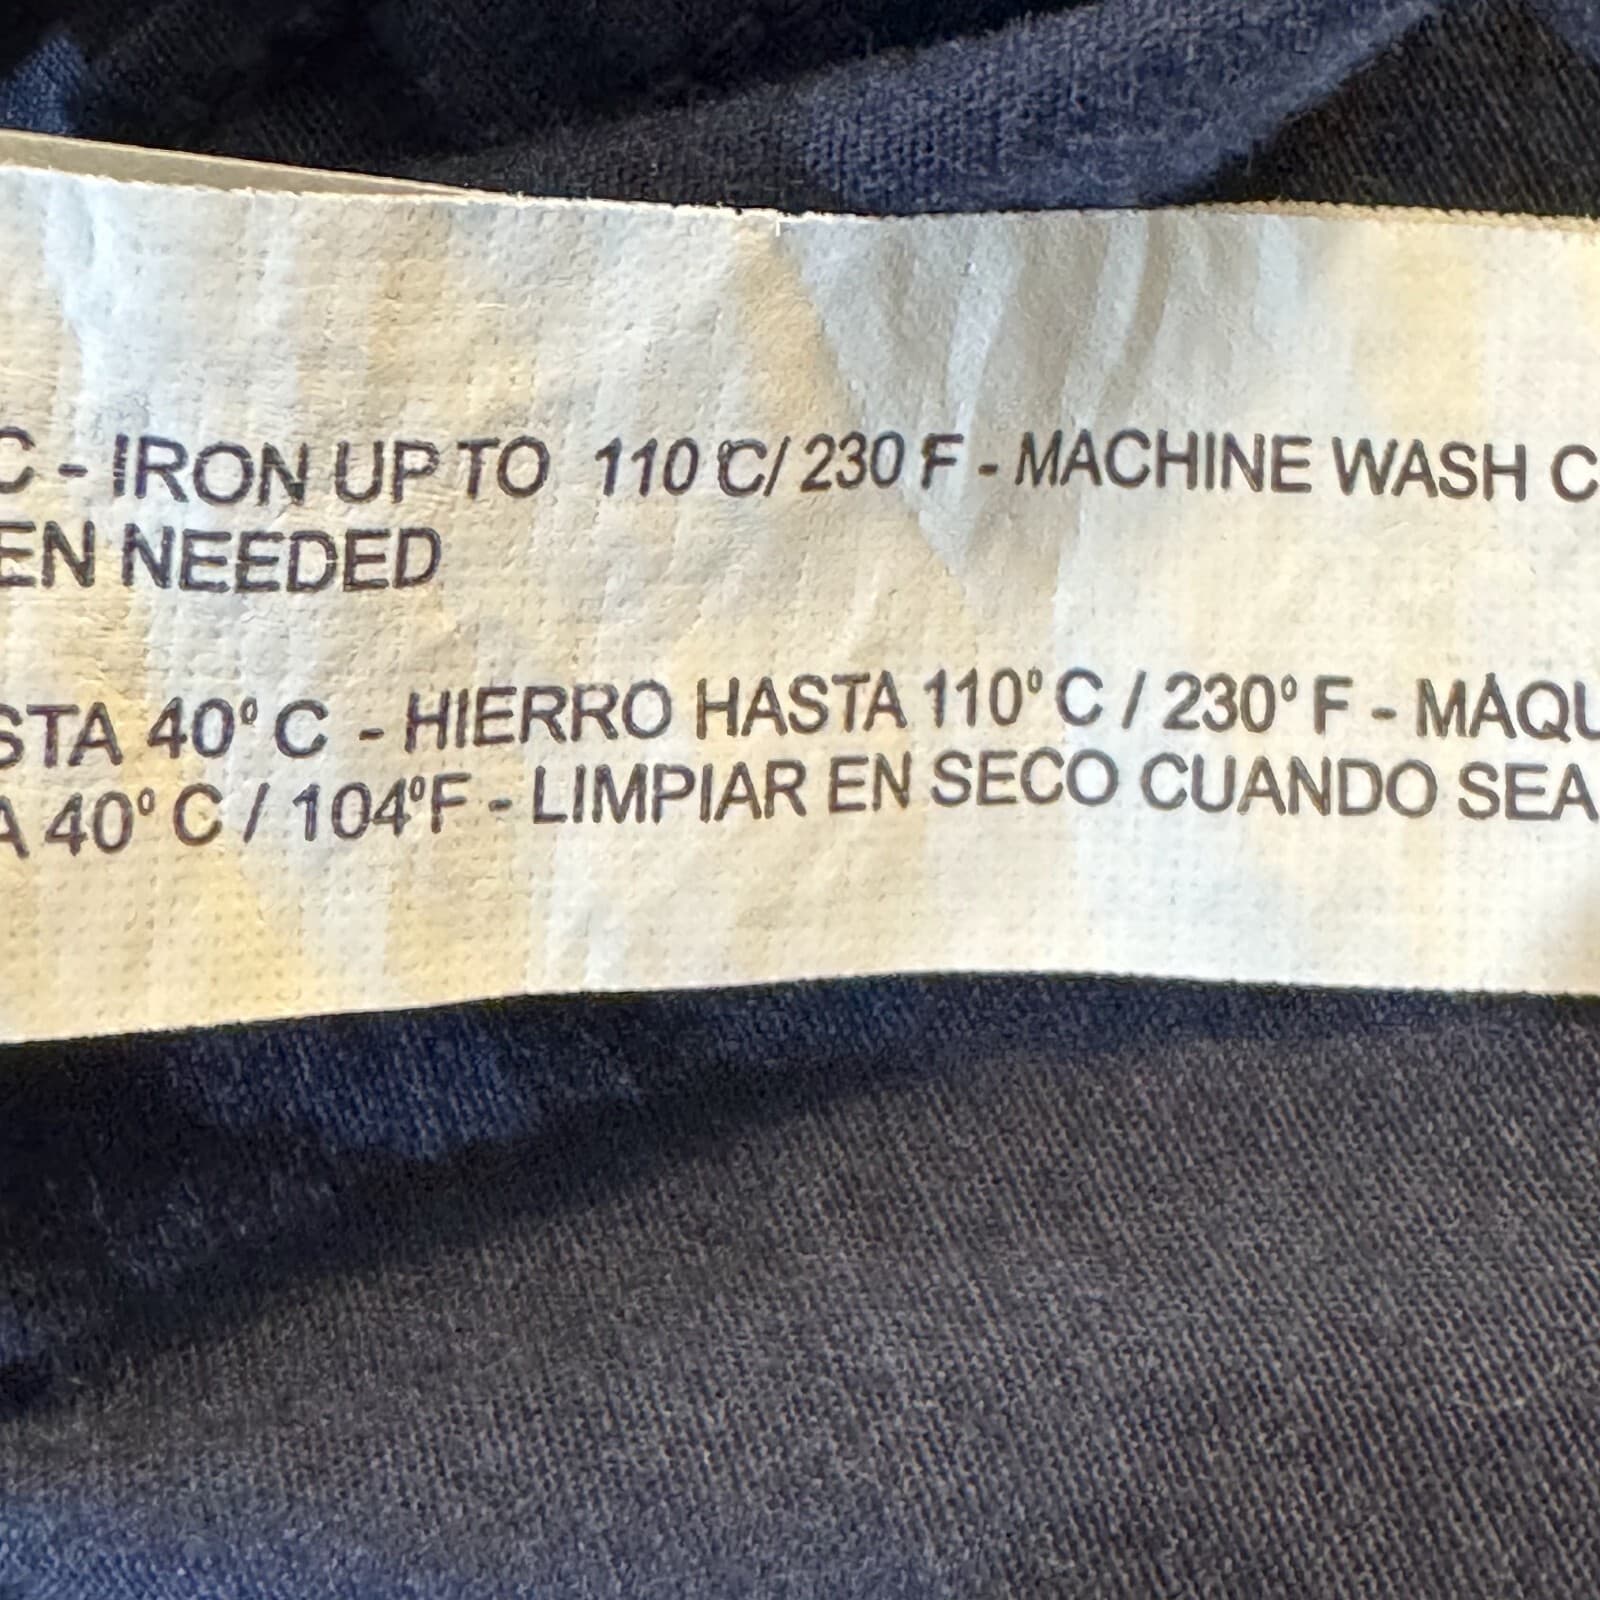 C - IRON UP TO 110 C / 230 F - MACHINE WASH C
EN NEEDED
STA 40° C - HIERRO HASTA 110° C / 230° F - MAQU
A 40° C / 104°F - LIMPIAR EN SECO CUANDO SEA